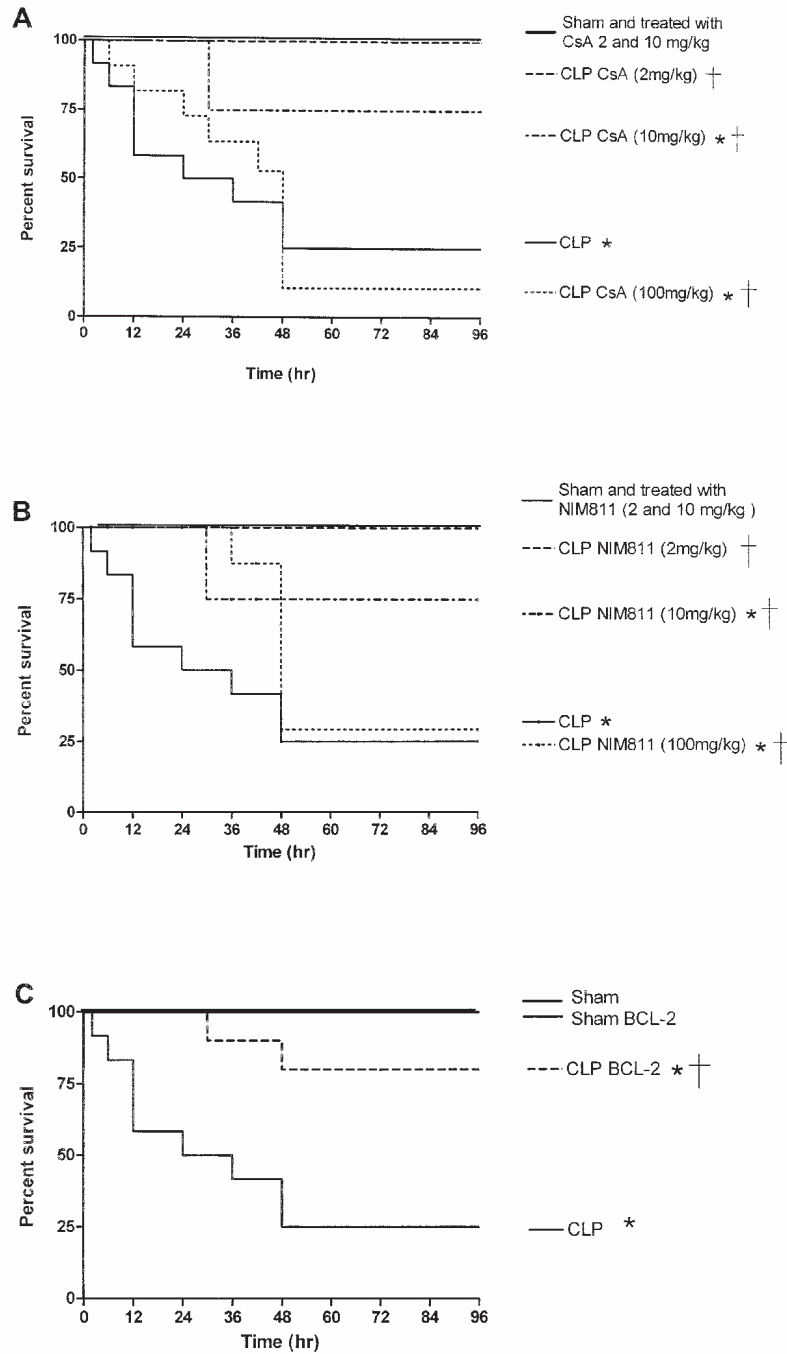 A
Sham and treated with
CsA 2 and 10 mg/kg
CLP CsA (2mg/kg) †
CLP CsA (10mg/kg) * †
CLP *
CLP CsA (100mg/kg) * †
Percent survival
100
75
50
25
0
0 12 24 36 48 60 72 84 96
Time (hr)
B
Sham and treated with
NIM811 (2 and 10 mg/kg )
CLP NIM811 (2mg/kg) †
CLP NIM811 (10mg/kg) * †
CLP *
CLP NIM811 (100mg/kg) * †
Percent survival
100
75
50
25
0
0 12 24 36 48 60 72 84 96
Time (hr)
C
Sham
Sham BCL-2
CLP BCL-2 * †
CLP *
Percent survival
100
75
50
25
0
0 12 24 36 48 60 72 84 96
Time (hr)